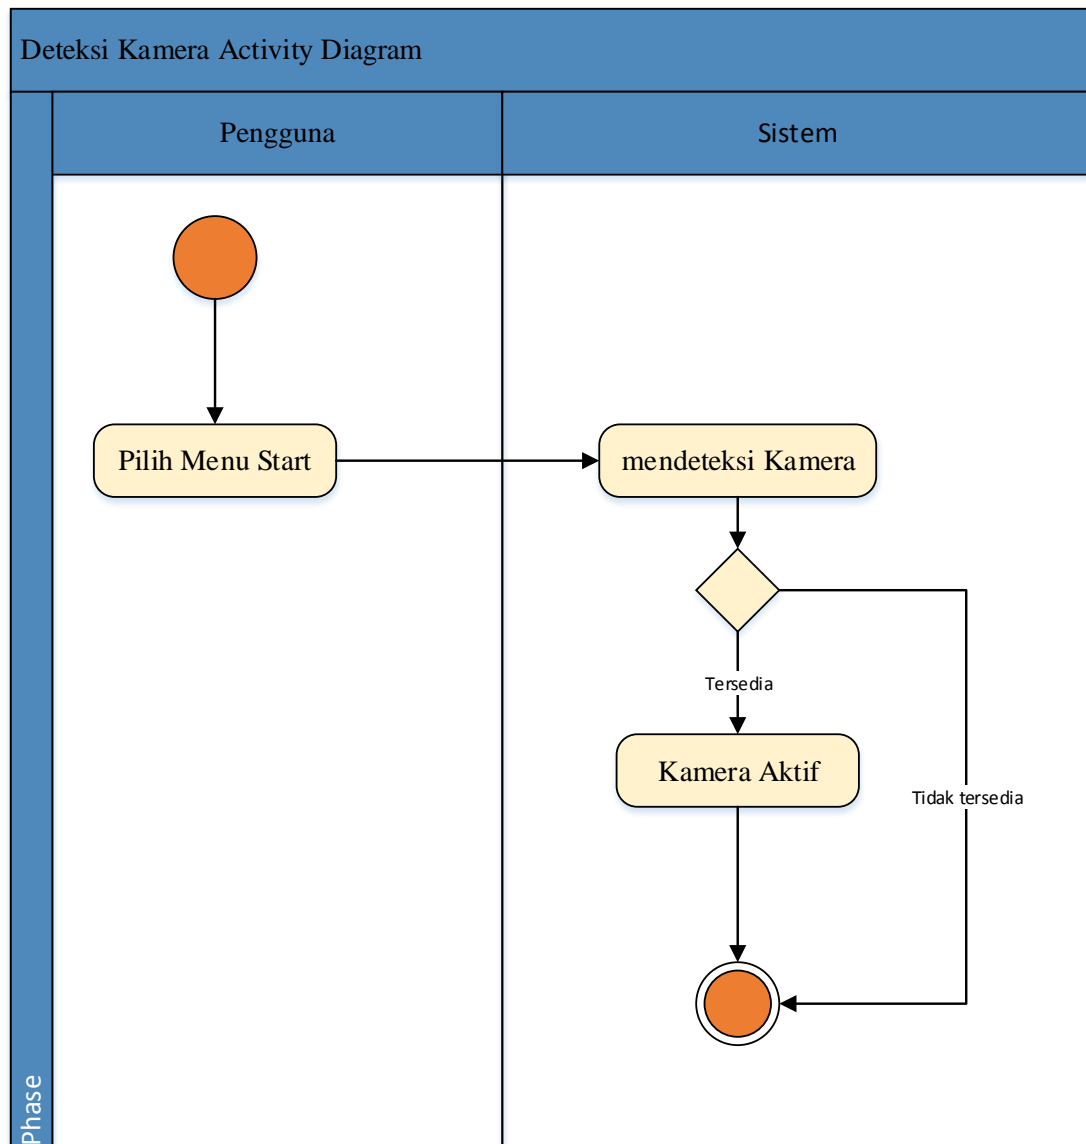 Deteksi Kamera Activity Diagram
Pengguna
Sistem
Pilih Menu Start
mendeteksi Kamera
Tersedia
Kamera Aktif
Tidak tersedia
Phase